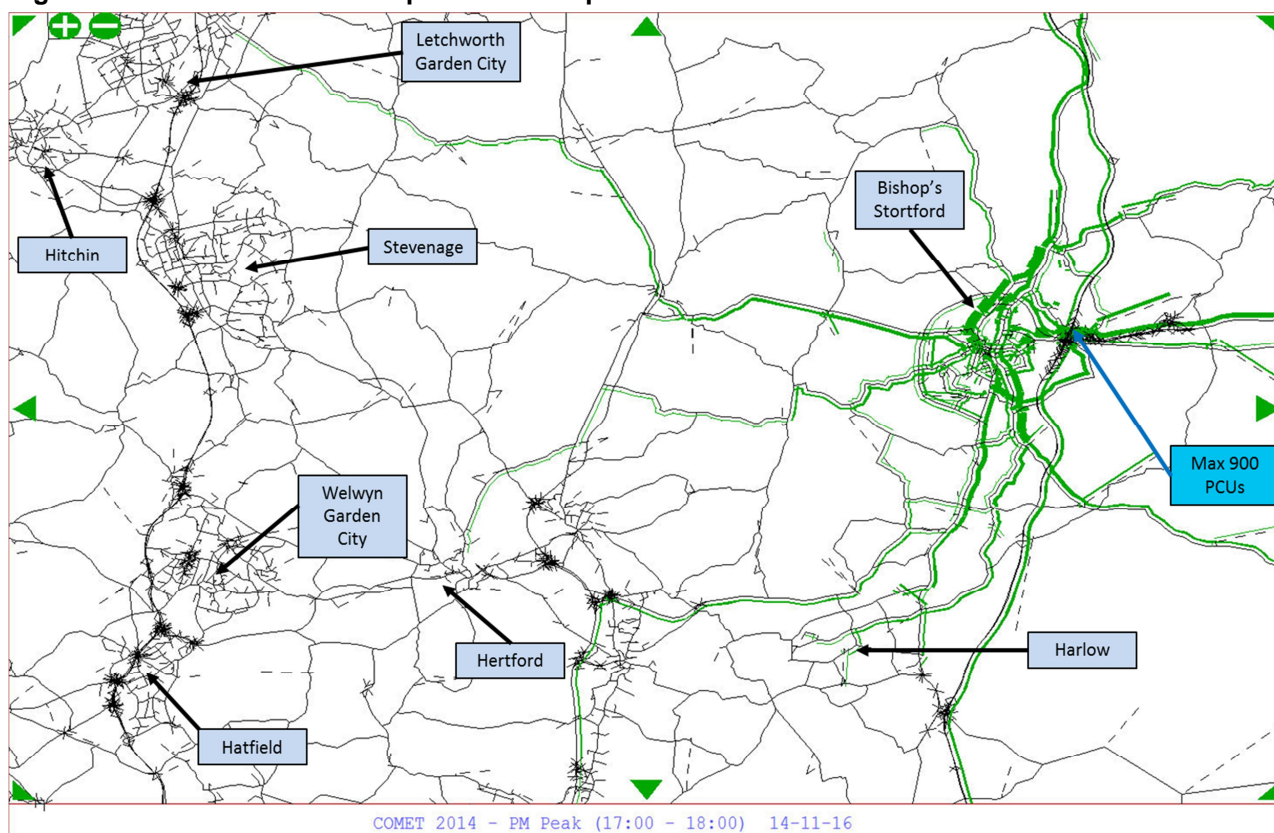 Letchworth
Garden City
Bishop's
Stortford
Hitchin
Stevenage
Max 900
PCUs
Welwyn
Garden
City
Hertford
Harlow
Hatfield
COMET 2014 - PM Peak (17:00 - 18:00) 14-11-16